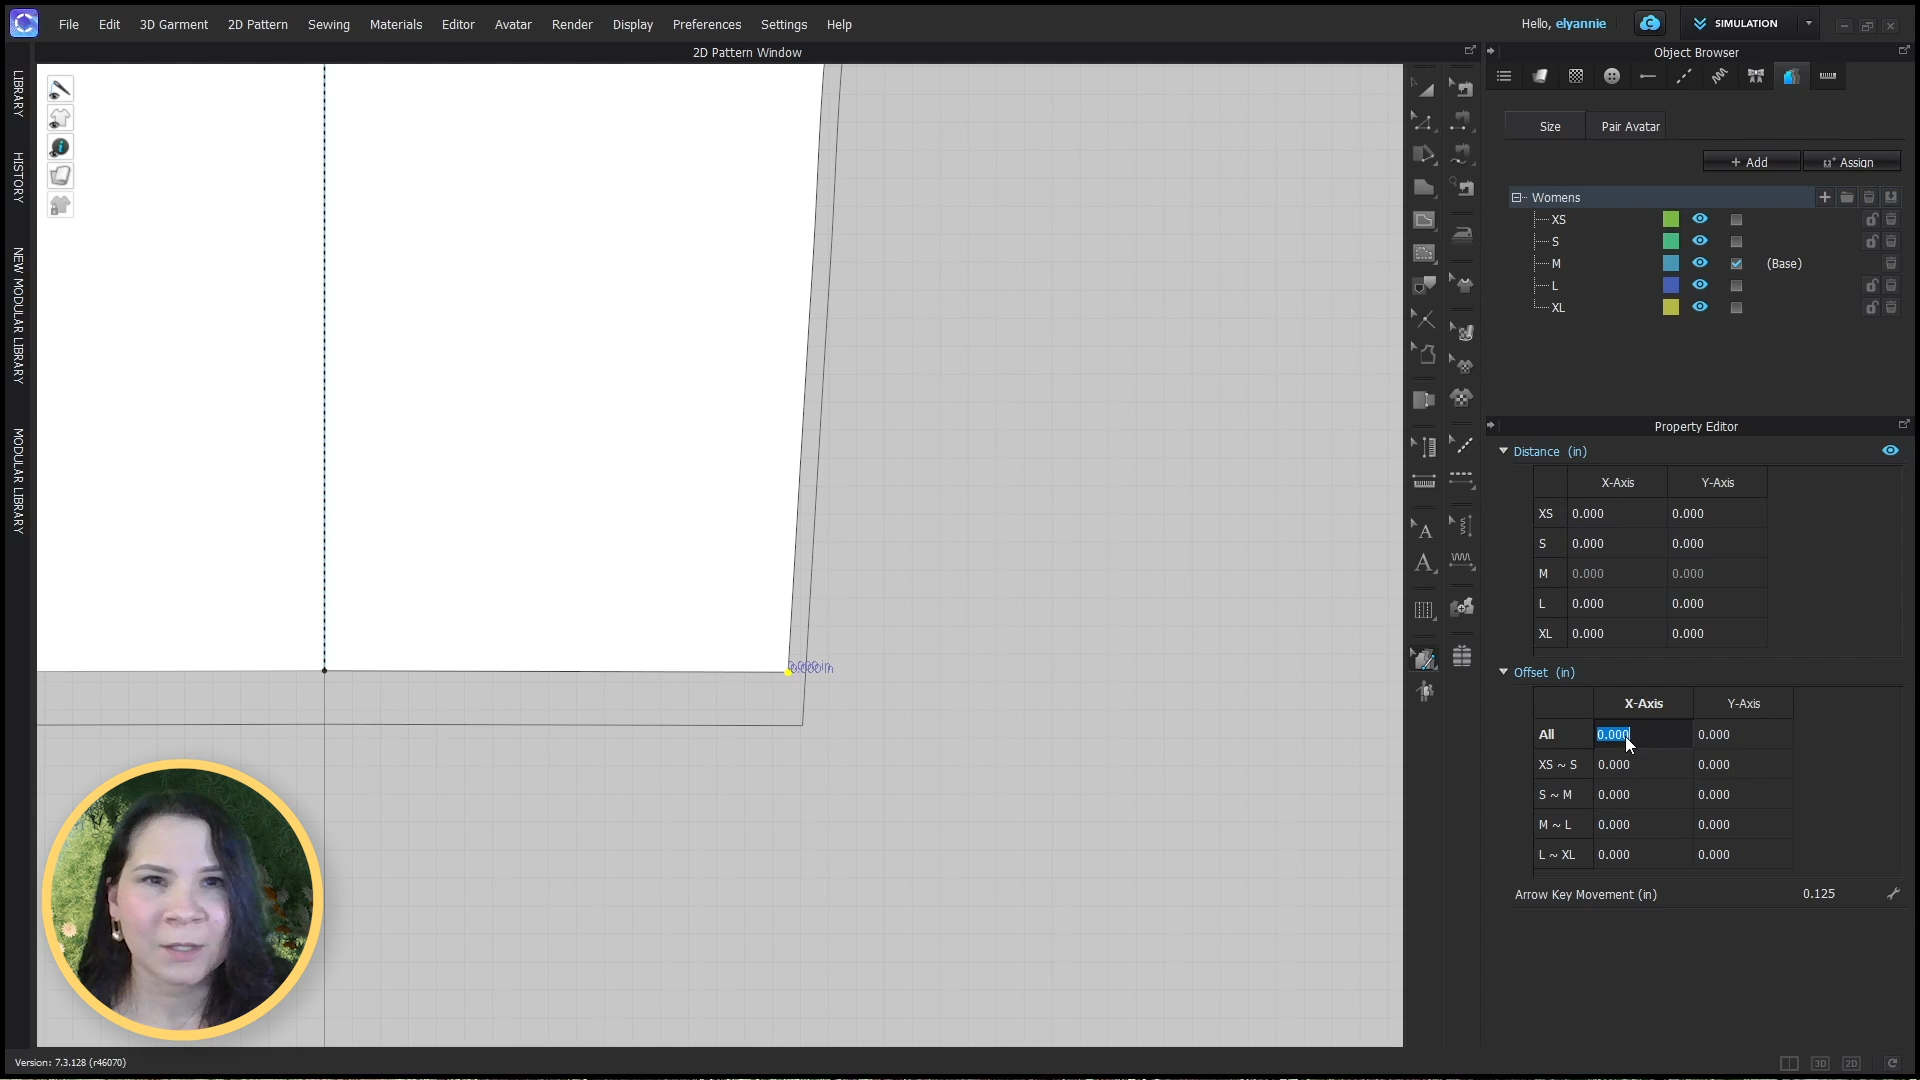 File Edit 3D Garment 2D Pattern Sewing Materials Editor Avatar Render Display Preferences Settings Help
Hello, elyannie
SIMULATION
2D Pattern Window
Object Browser
LIBRARY
HISTORY
NEW MODULAR LIBRARY
MODULAR LIBRARY
Size Pair Avatar
+ Add
Assign
Womens
XS
S
M (Base)
L
XL
Property Editor
Distance (in)
X-Axis Y-Axis
XS 0.000 0.000
S 0.000 0.000
M 0.000 0.000
L 0.000 0.000
XL 0.000 0.000
Offset (in)
X-Axis Y-Axis
All 0.000 0.000
XS ~ S 0.000 0.000
S ~ M 0.000 0.000
M ~ L 0.000 0.000
L ~ XL 0.000 0.000
Arrow Key Movement (in) 0.125
Version: 7.3.128 (r46070)
3D 2D